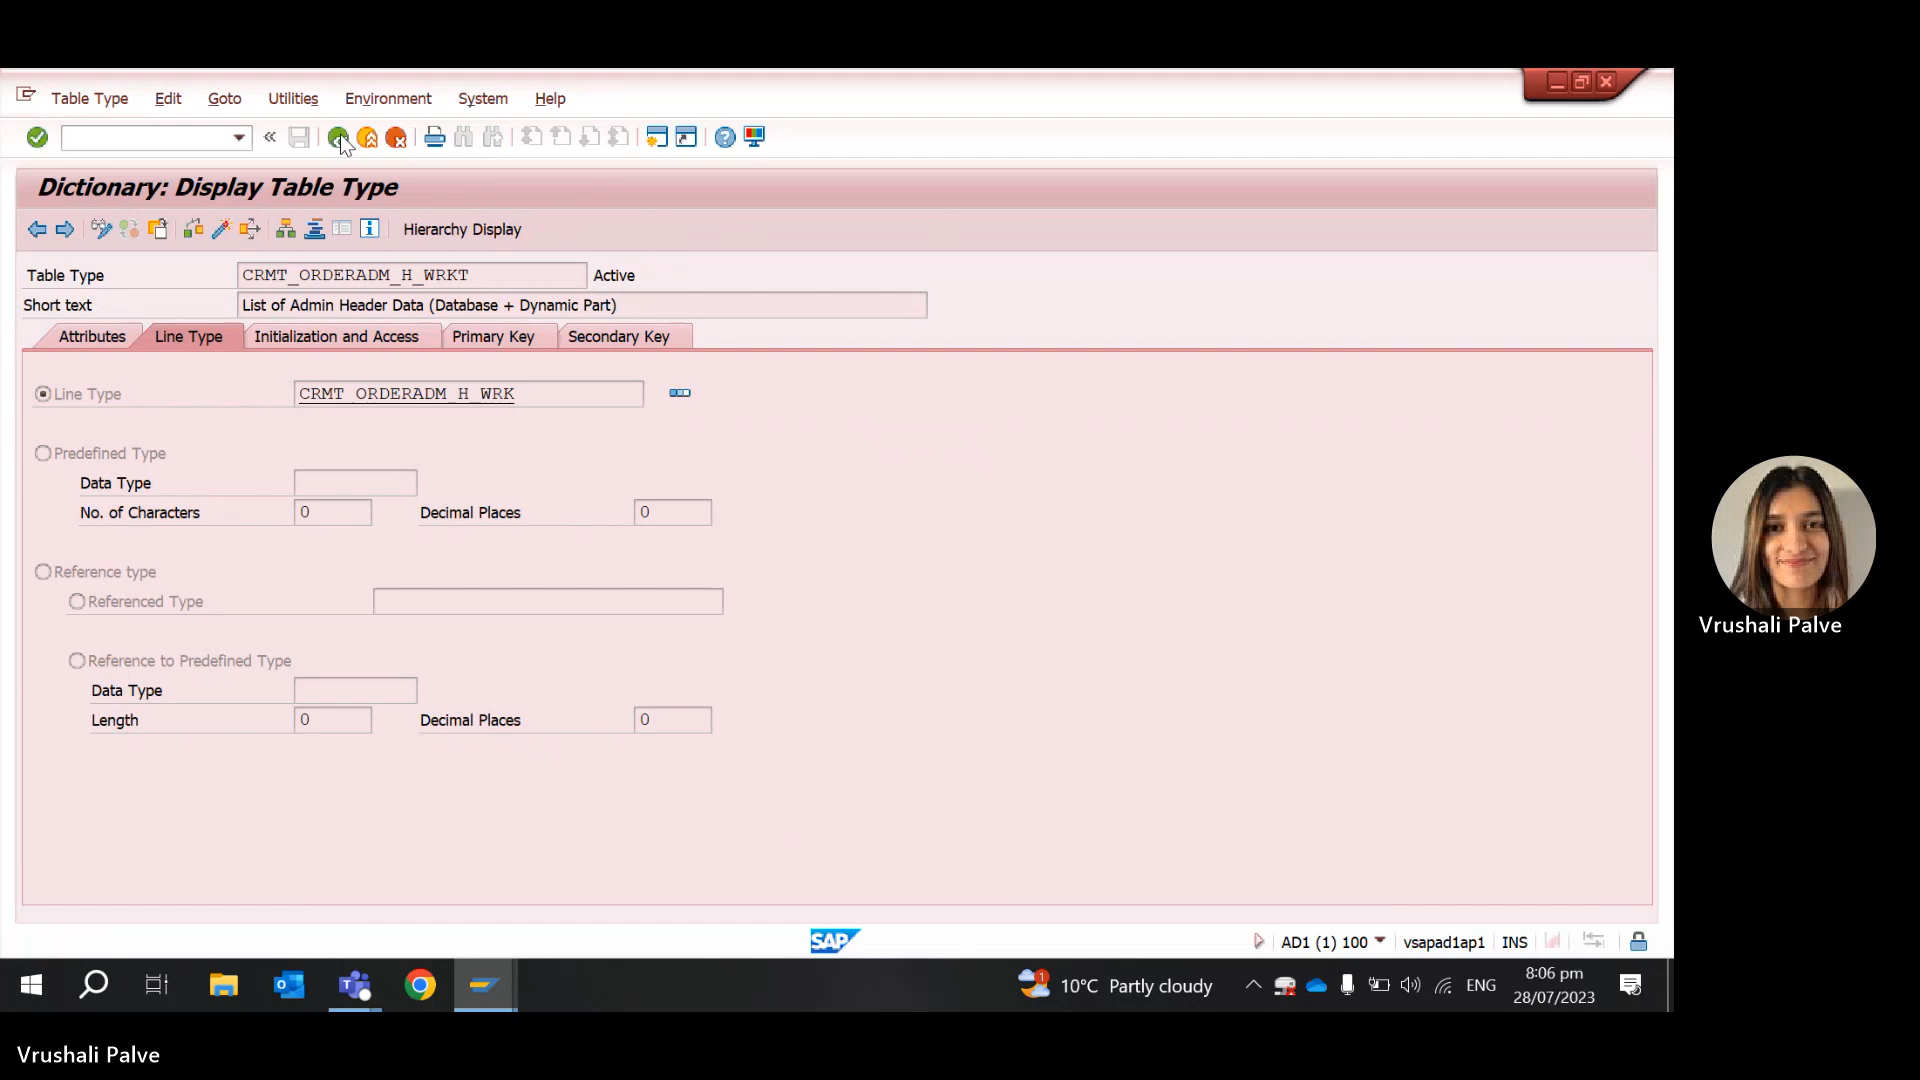 Table Type Edit Goto Utilities Environment System Help
Dictionary: Display Table Type
Hierarchy Display
Table Type CRMT_ORDERADM_H_WRKT Active
Short text List of Admin Header Data (Database + Dynamic Part)
Attributes Line Type Initialization and Access Primary Key Secondary Key
Line Type CRMT_ORDERADM_H_WRK
Predefined Type
Data Type
No. of Characters 0 Decimal Places 0
Reference type
Referenced Type
Vrushali Palve
Reference to Predefined Type
Data Type
Length 0 Decimal Places 0
SAP
AD1 (1) 100 vsapad1ap1 INS
1
10°C Partly cloudy ENG
8:06 pm
28/07/2023
Vrushali Palve